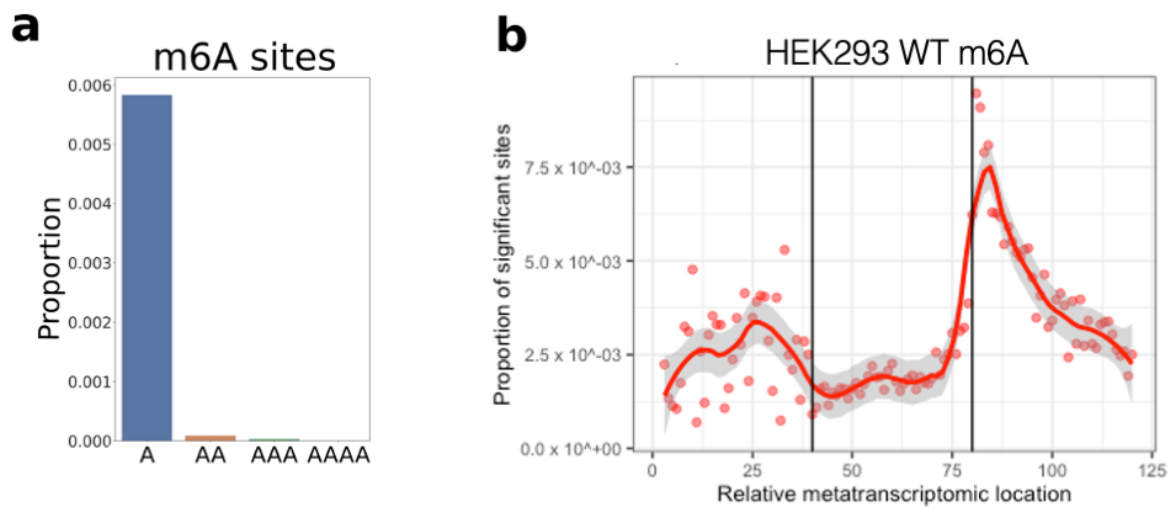 a
m6A sites
Proportion
0.006
0.005
0.004
0.003
0.002
0.001
0.000
A AA AAA AAAA
b
HEK293 WT m6A
Proportion of significant sites
7.5 x 10^-03
5.0 x 10^-03
2.5 x 10^-03
0.0 x 10^+00
0 25 50 75 100 125
Relative metatranscriptomic location